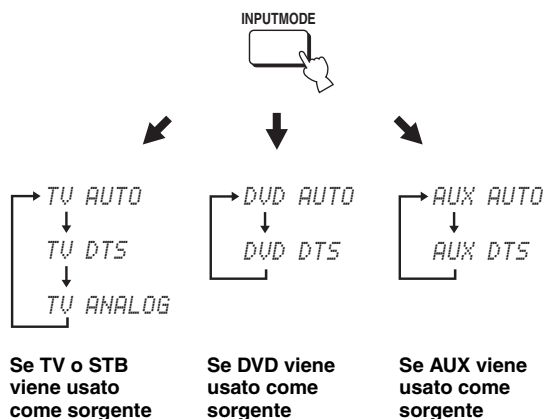 INPUTMODE
TV AUTO
TV DTS
TV ANALOG
DVD AUTO
DVD DTS
AUX AUTO
AUX DTS
Se TV o STB
viene usato
come sorgente
Se DVD viene
usato come
sorgente
Se AUX viene
usato come
sorgente